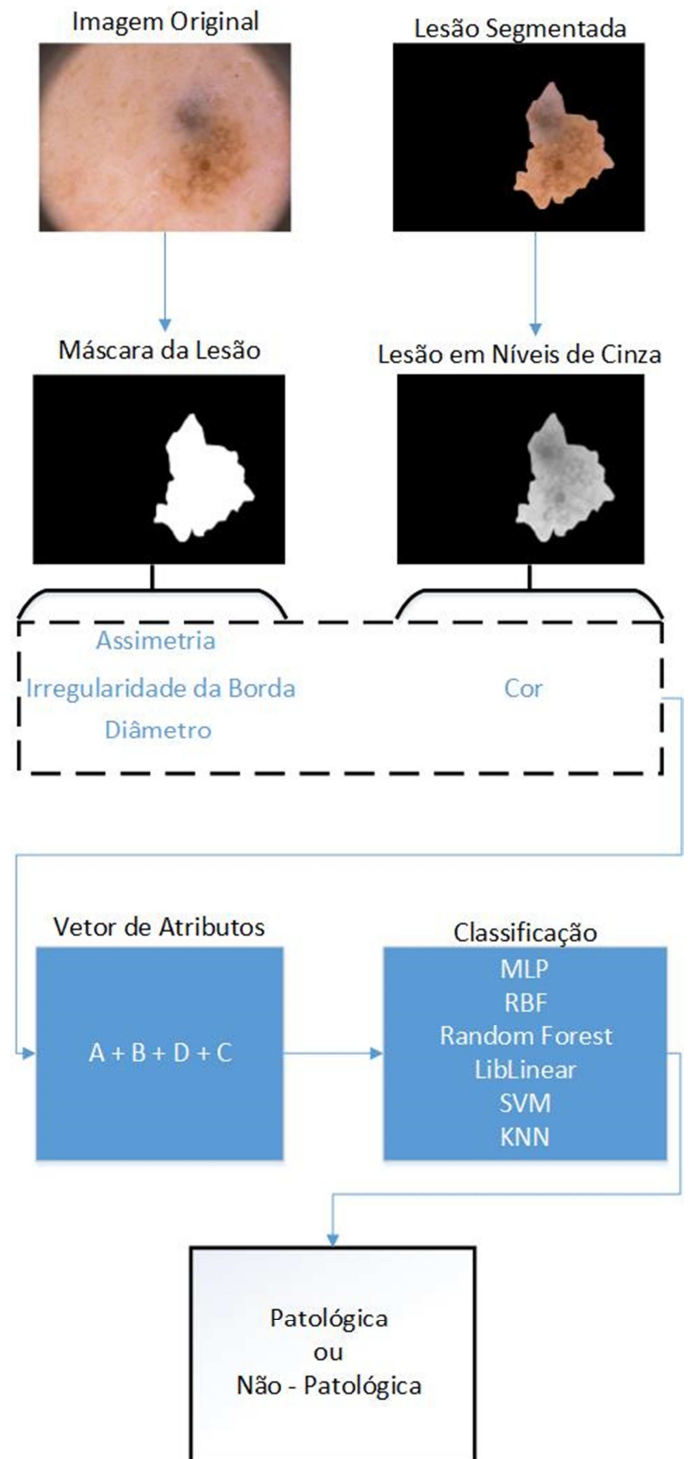 Imagem Original
Lesão Segmentada
Máscara da Lesão
Lesão em Níveis de Cinza
Assimetria
Irregularidade da Borda
Diâmetro
Cor
Vetor de Atributos
A + B + D + C
Classificação
MLP
RBF
Random Forest
LibLinear
SVM
KNN
Patológica
ou
Não - Patológica